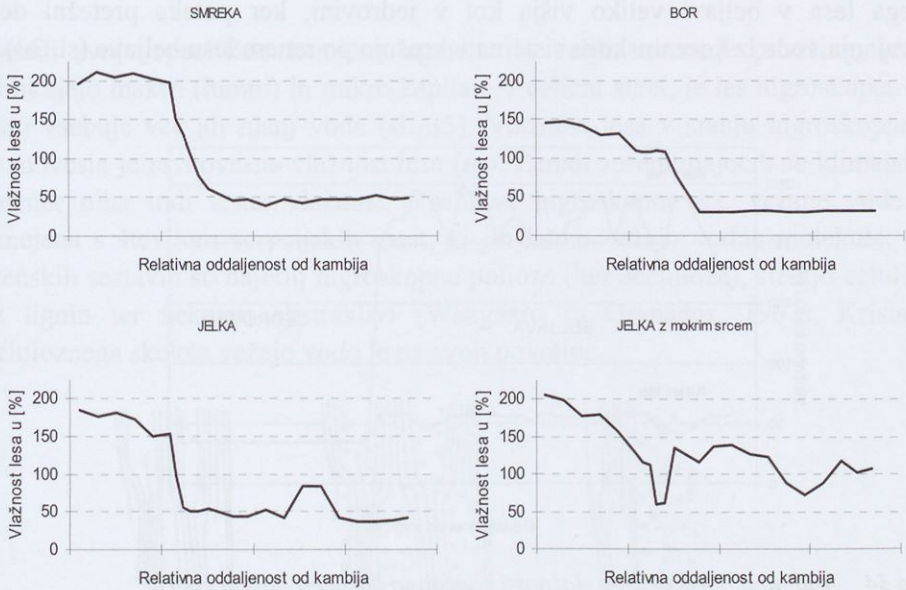 SMREKA
Vlažnost lesa u [%]
200
150
100
50
0
Relativna oddaljenost od kambija
BOR
Vlažnost lesa u [%]
200
150
100
50
0
Relativna oddaljenost od kambija
JELKA
Vlažnost lesa u [%]
200
150
100
50
0
Relativna oddaljenost od kambija
JELKA z mokrim srcem
Vlažnost lesa u [%]
200
150
100
50
0
Relativna oddaljenost od kambija